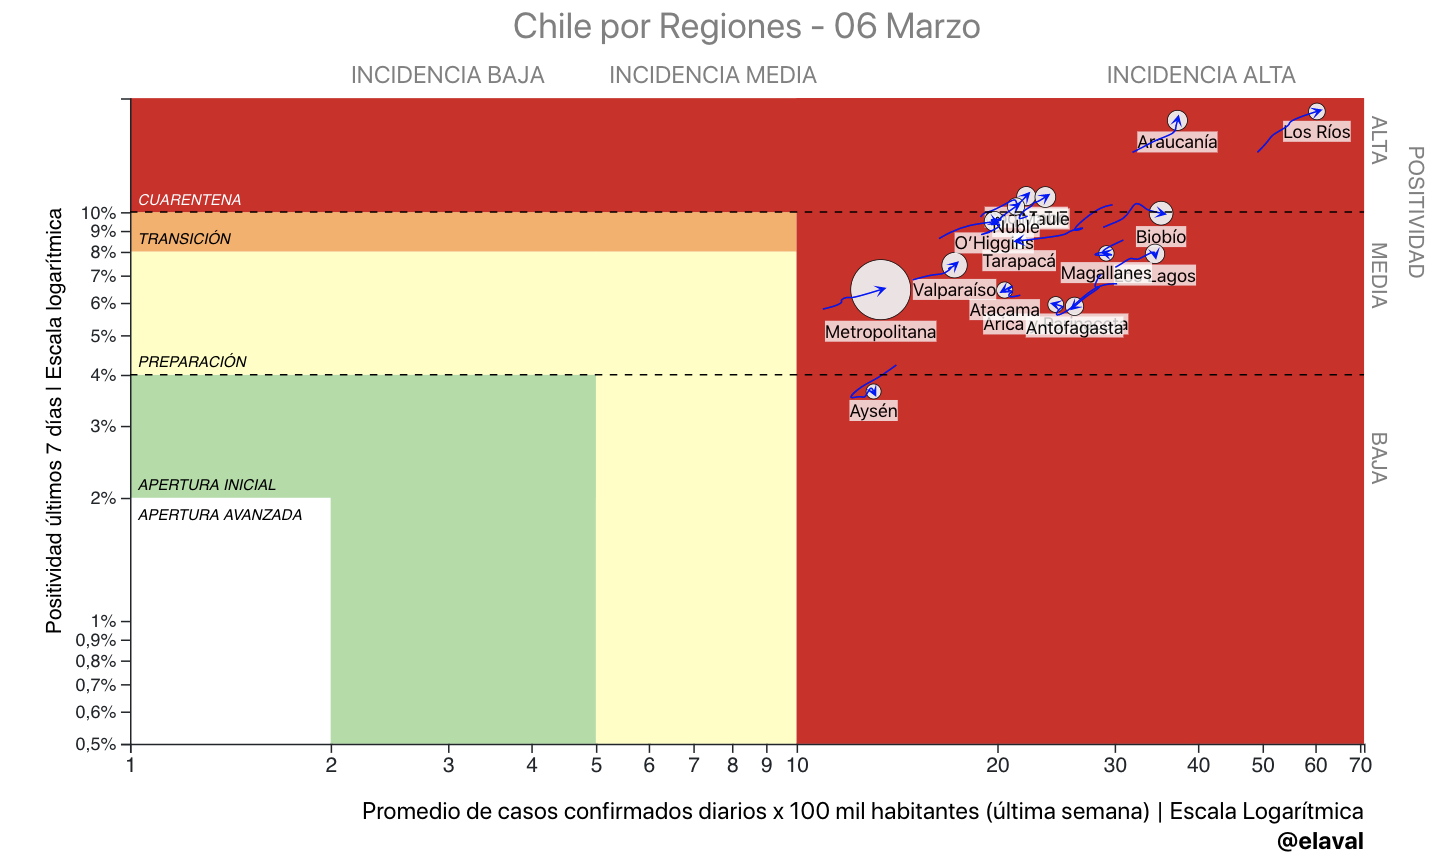 Chile por Regiones - 06 Marzo
INCIDENCIA BAJA
INCIDENCIA MEDIA
INCIDENCIA ALTA
ALTA
MEDIA
BAJA
POSITIVIDAD
Positividad últimos 7 días | Escala logarítmica
10%
9%
8%
7%
6%
5%
4%
3%
2%
1%
0,9%
0,8%
0,7%
0,6%
0,5%
CUARENTENA
TRANSICIÓN
PREPARACIÓN
APERTURA INICIAL
APERTURA AVANZADA
Los Ríos
Araucanía
Ñuble
Biobío
O'Higgins
Tarapacá
Magallanes
Lagos
Valparaíso
Atacama
Arica
Antofagasta
Metropolitana
Aysén
1
2
3
4
5
6
7
8
9
10
20
30
40
50
60
70
Promedio de casos confirmados diarios x 100 mil habitantes (última semana) | Escala Logarítmica
@elaval